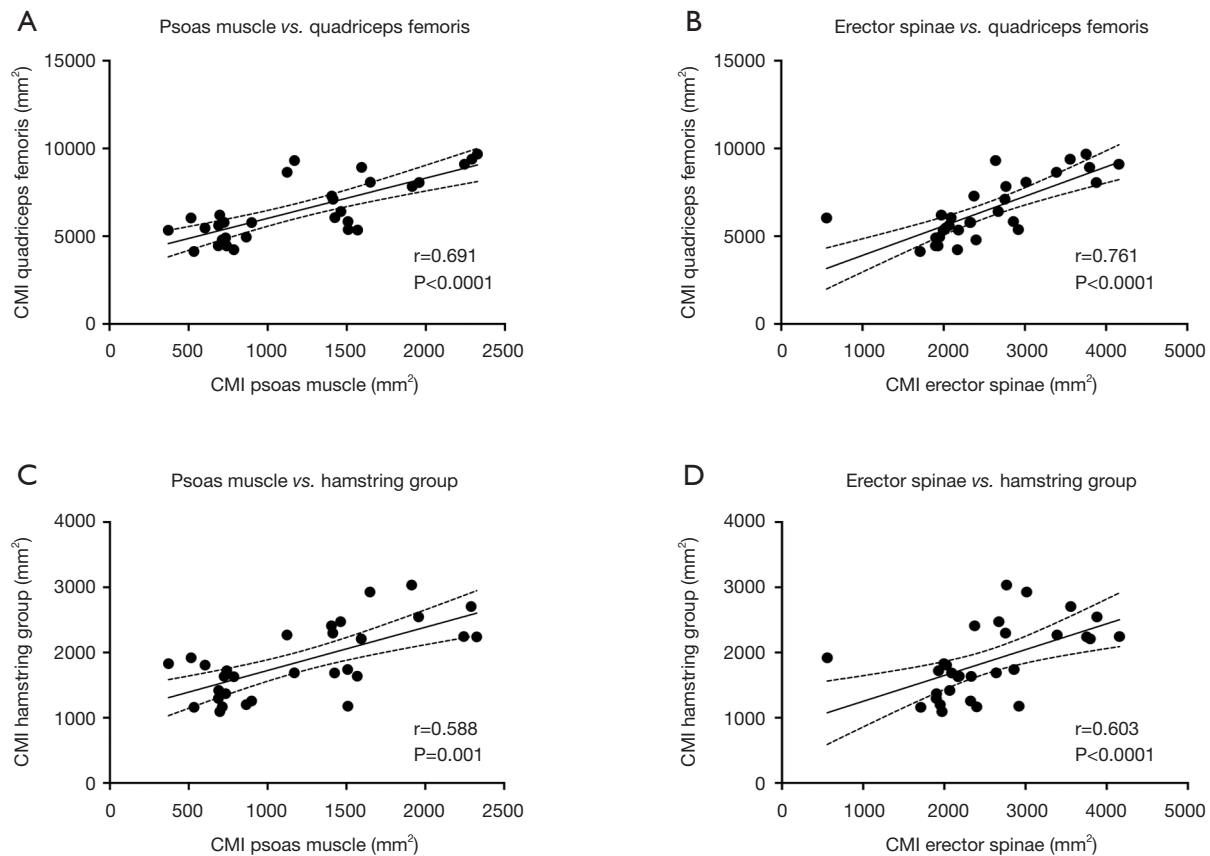 A
Psoas muscle vs. quadriceps femoris
CMI quadriceps femoris (mm²)
15000
10000
5000
0
r=0.691
P<0.0001
0 500 1000 1500 2000 2500
CMI psoas muscle (mm²)
B
Erector spinae vs. quadriceps femoris
CMI quadriceps femoris (mm²)
15000
10000
5000
0
r=0.761
P<0.0001
0 1000 2000 3000 4000 5000
CMI erector spinae (mm²)
C
Psoas muscle vs. hamstring group
CMI hamstring group (mm²)
4000
3000
2000
1000
0
r=0.588
P=0.001
0 500 1000 1500 2000 2500
CMI psoas muscle (mm²)
D
Erector spinae vs. hamstring group
CMI hamstring group (mm²)
4000
3000
2000
1000
0
r=0.603
P<0.0001
0 1000 2000 3000 4000 5000
CMI erector spinae (mm²)